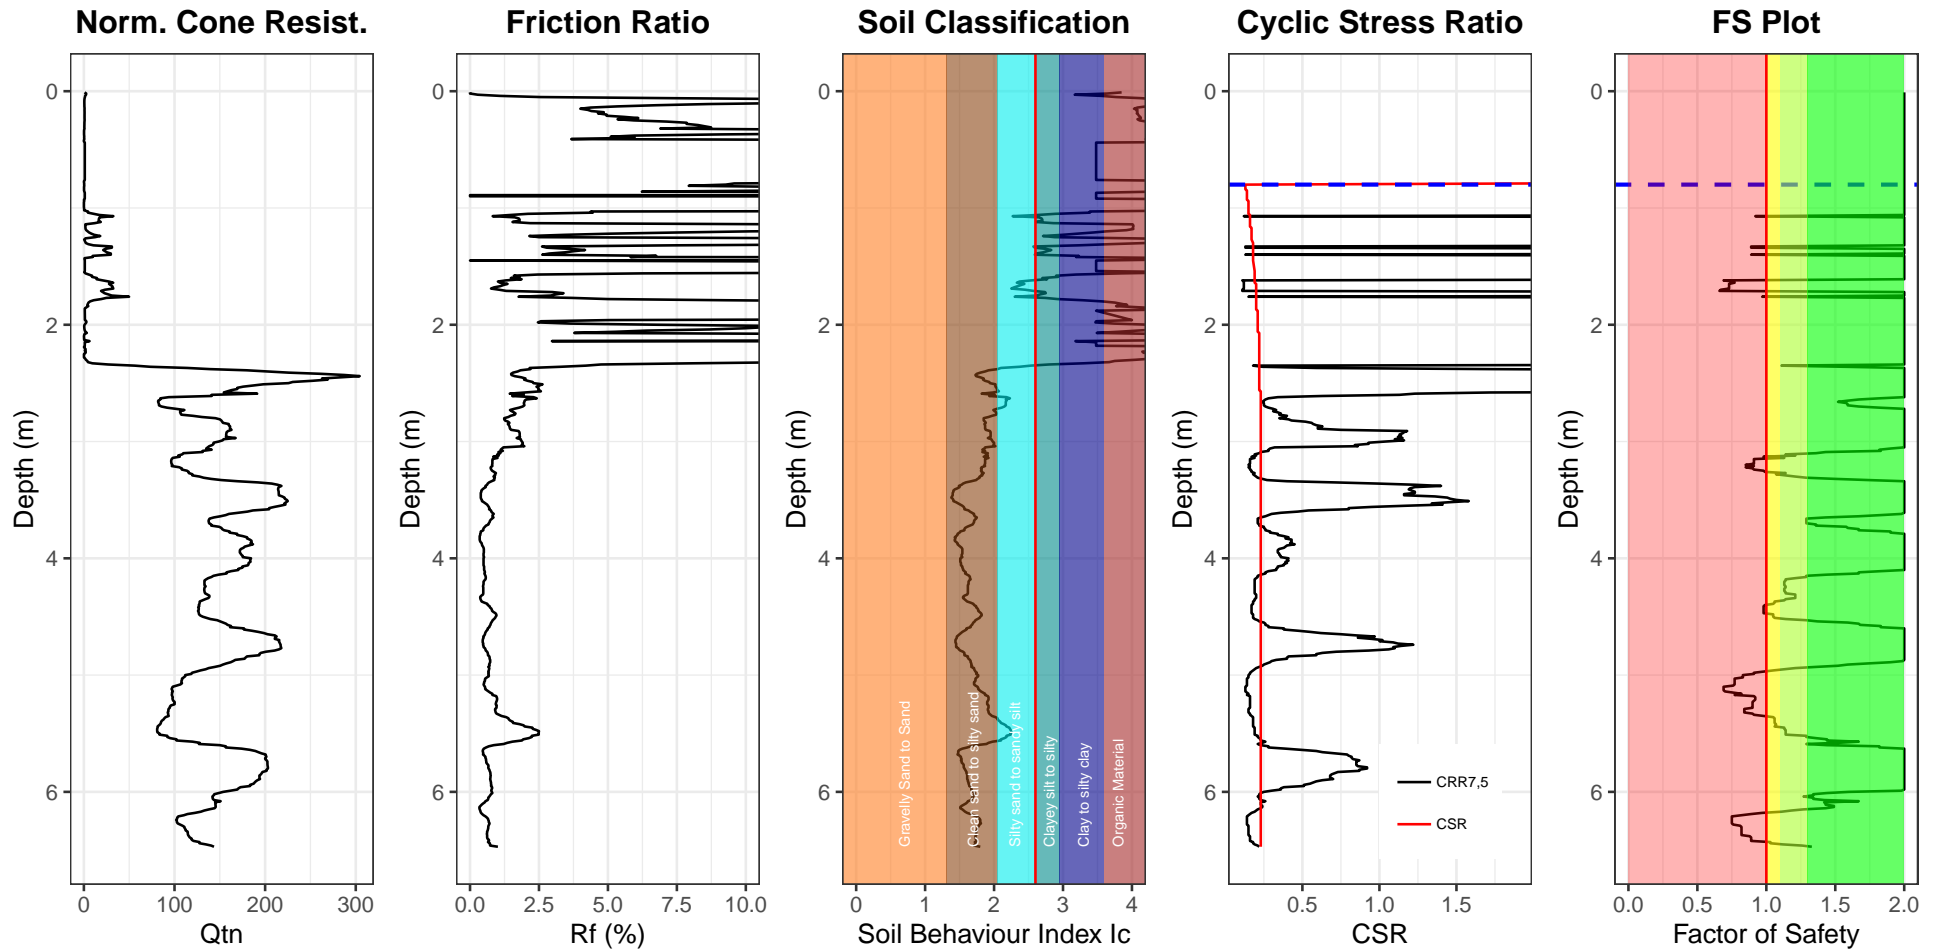 Norm. Cone Resist.
Friction Ratio
Soil Classification
Cyclic Stress Ratio
FS Plot
Depth (m)
0
2
4
6
0
100
200
300
Qtn
Depth (m)
0
2
4
6
0.0
2.5
5.0
7.5
10.0
Rf (%)
Depth (m)
0
2
4
6
Gravelly Sand to Sand
Clean sand to silty sand
Silty sand to sandy silt
Clayey silt to silty
Clay to silty clay
Organic Material
0
1
2
3
4
Soil Behaviour Index Ic
Depth (m)
0
2
4
6
CRR7,5
CSR
0.5
1.0
1.5
CSR
Depth (m)
0
2
4
6
0.0
0.5
1.0
1.5
2.0
Factor of Safety